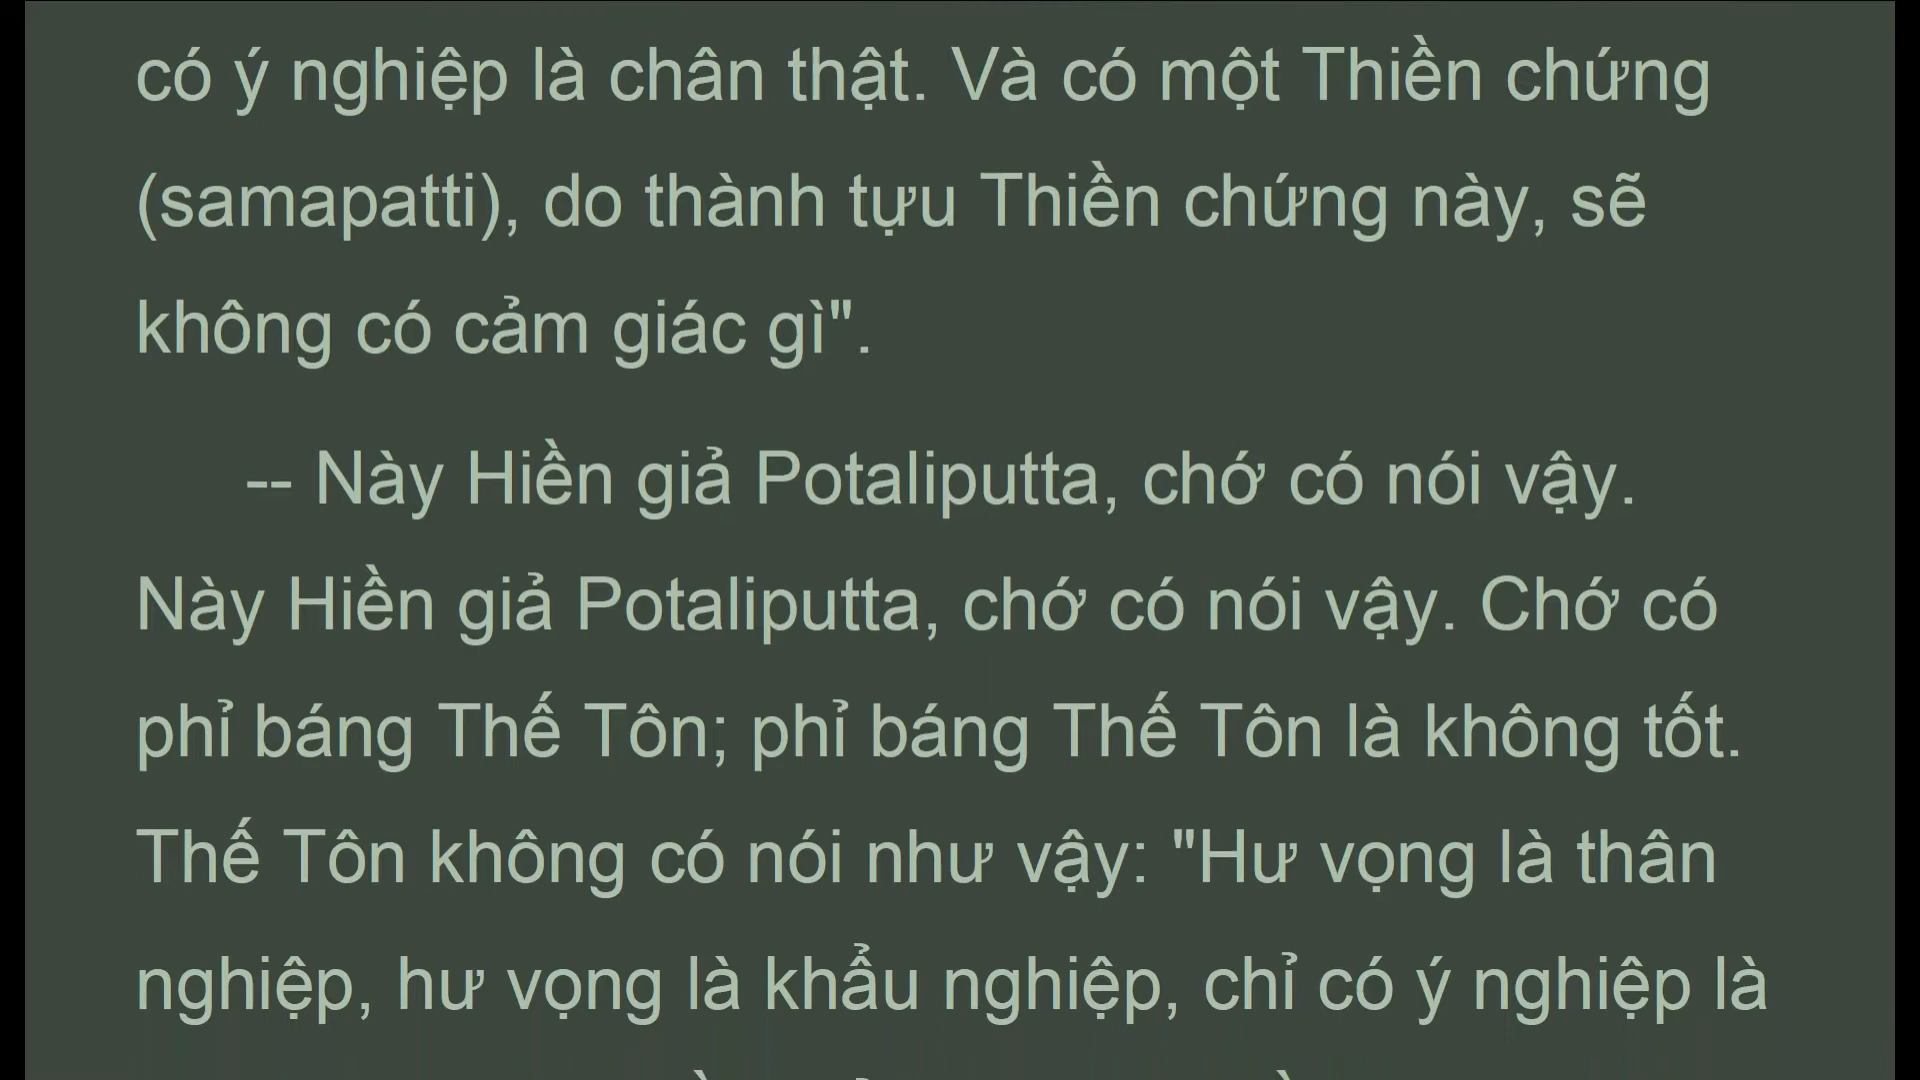 có ý nghiệp là chân thật. Và có một Thiền chứng
(samapatti), do thành tựu Thiền chứng này, sẽ
không có cảm giác gì".
-- Này Hiền giả Potaliputta, chớ có nói vậy.
Này Hiền giả Potaliputta, chớ có nói vậy. Chớ có
phỉ báng Thế Tôn; phỉ báng Thế Tôn là không tốt.
Thế Tôn không có nói như vậy: "Hư vọng là thân
nghiệp, hư vọng là khẩu nghiệp, chỉ có ý nghiệp là